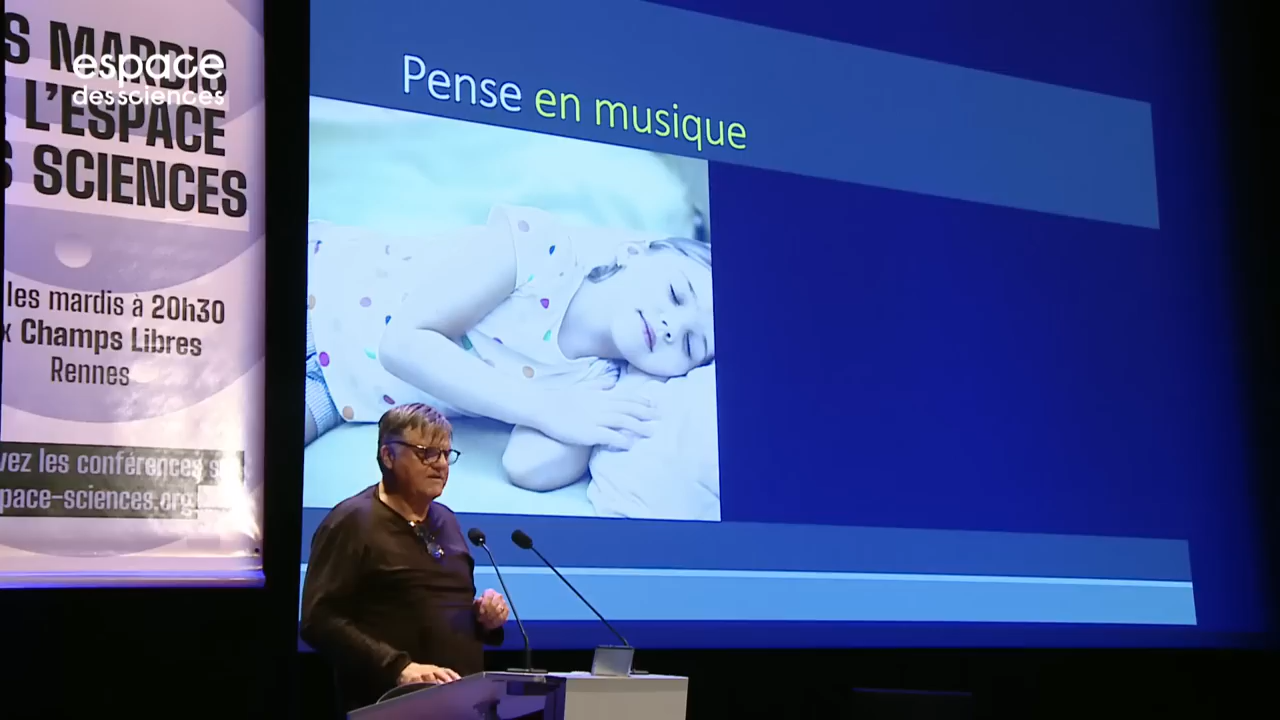 S MARDIS
L'ESPACE
S SCIENCES
espace
des sciences
les mardis à 20h30
x Champs Libres
Rennes
vez les conférences s
pace-sciences.org
Pense en musique